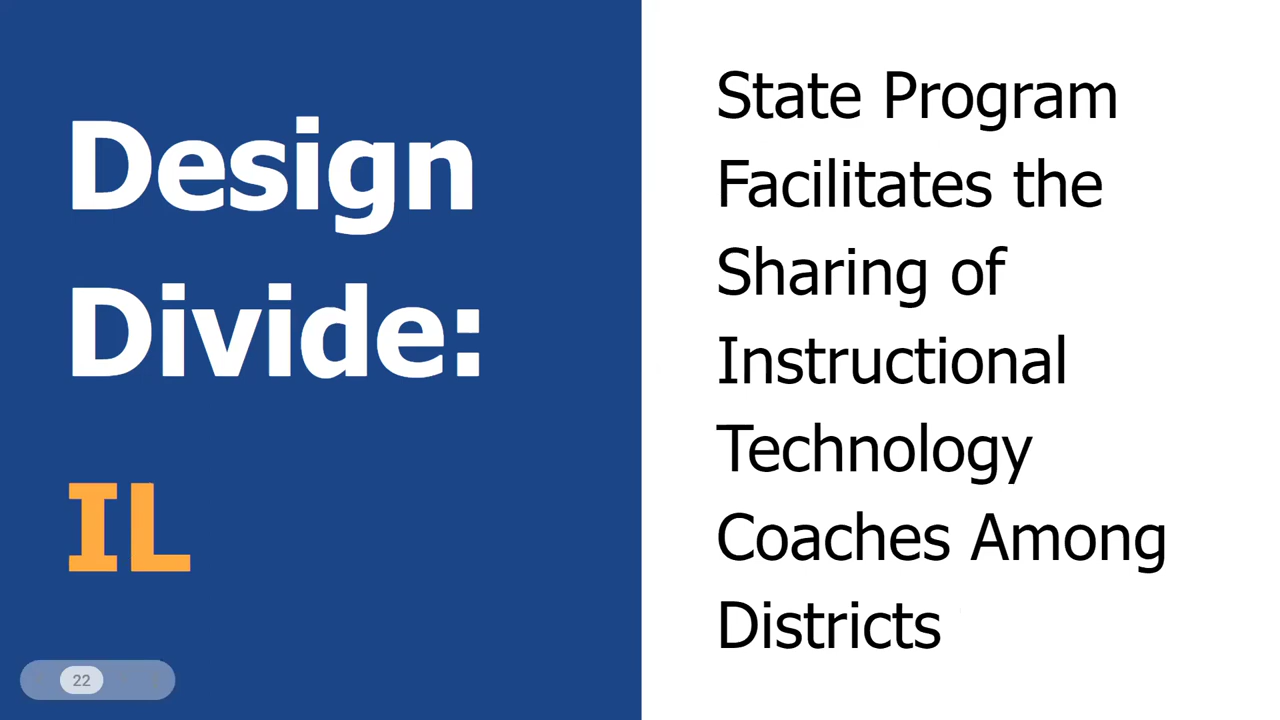 Design
Divide:
IL
State Program
Facilitates the
Sharing of
Instructional
Technology
Coaches Among
Districts
22